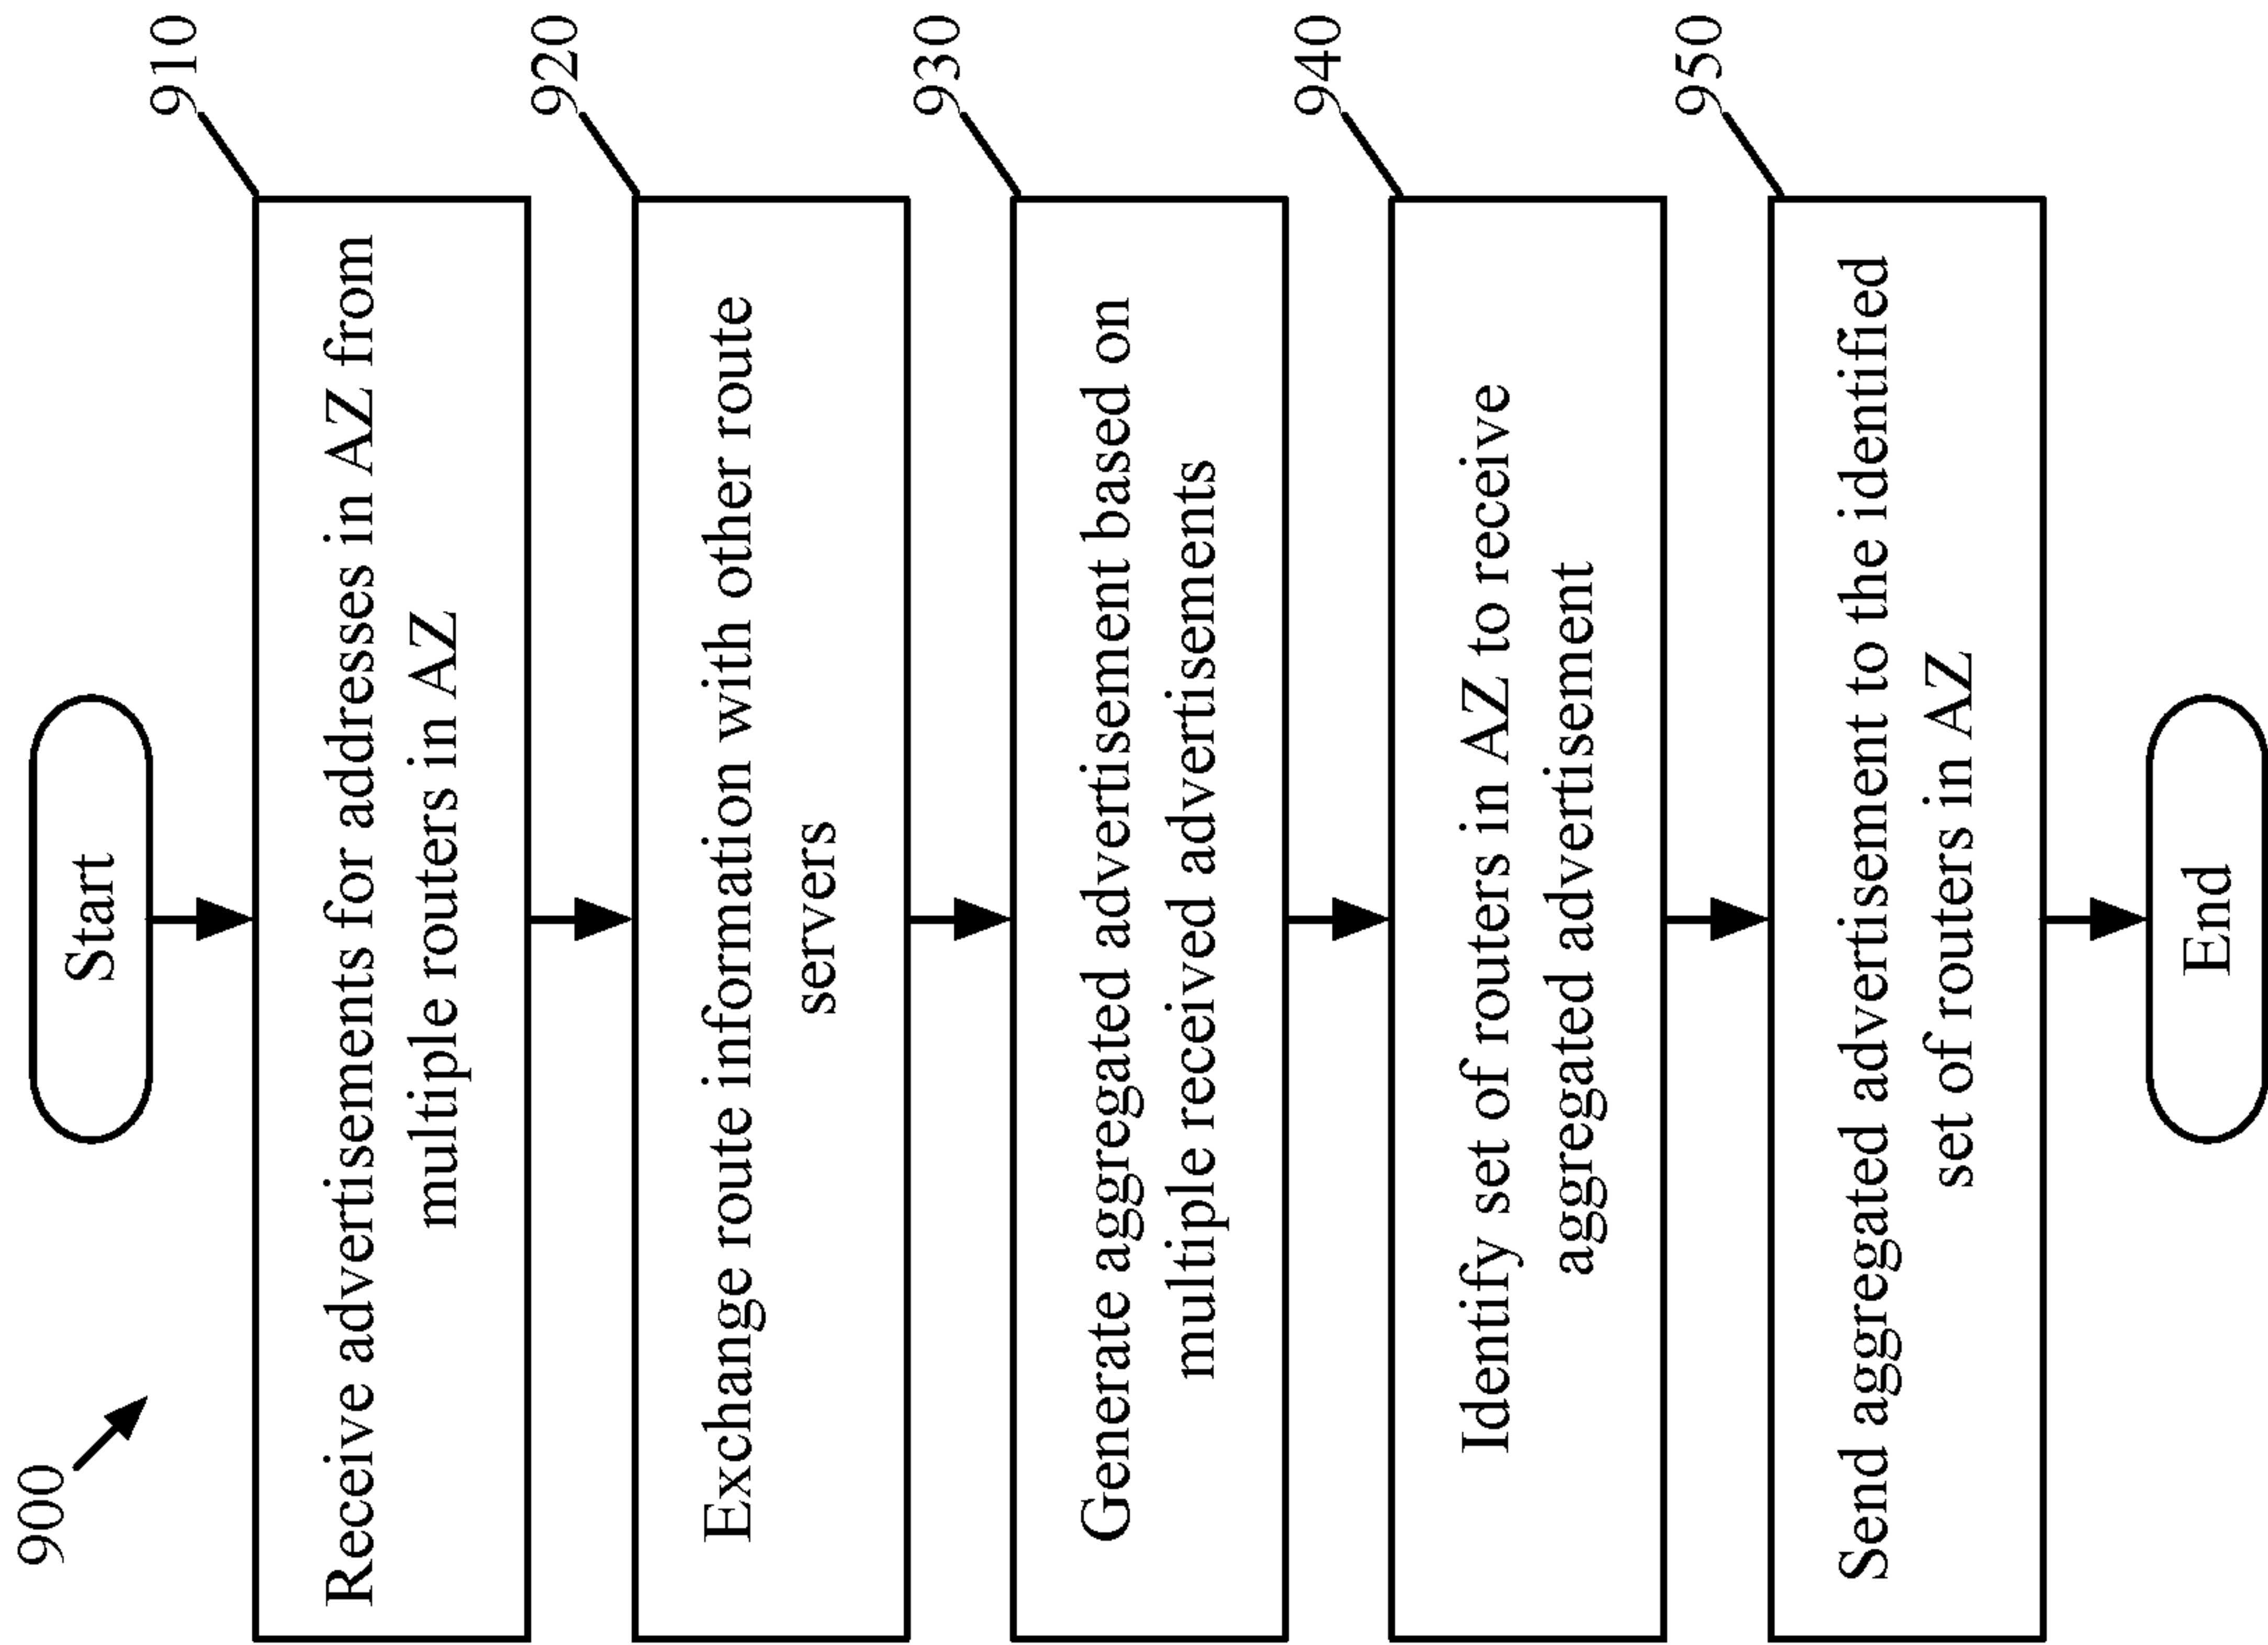 900
Start
910
Receive advertisements for addresses in AZ from
multiple routers in AZ
920
Exchange route information with other route
servers
930
Generate aggregated advertisement based on
multiple received advertisements
940
Identify set of routers in AZ to receive
aggregated advertisement
950
Send aggregated advertisement to the identified
set of routers in AZ
End